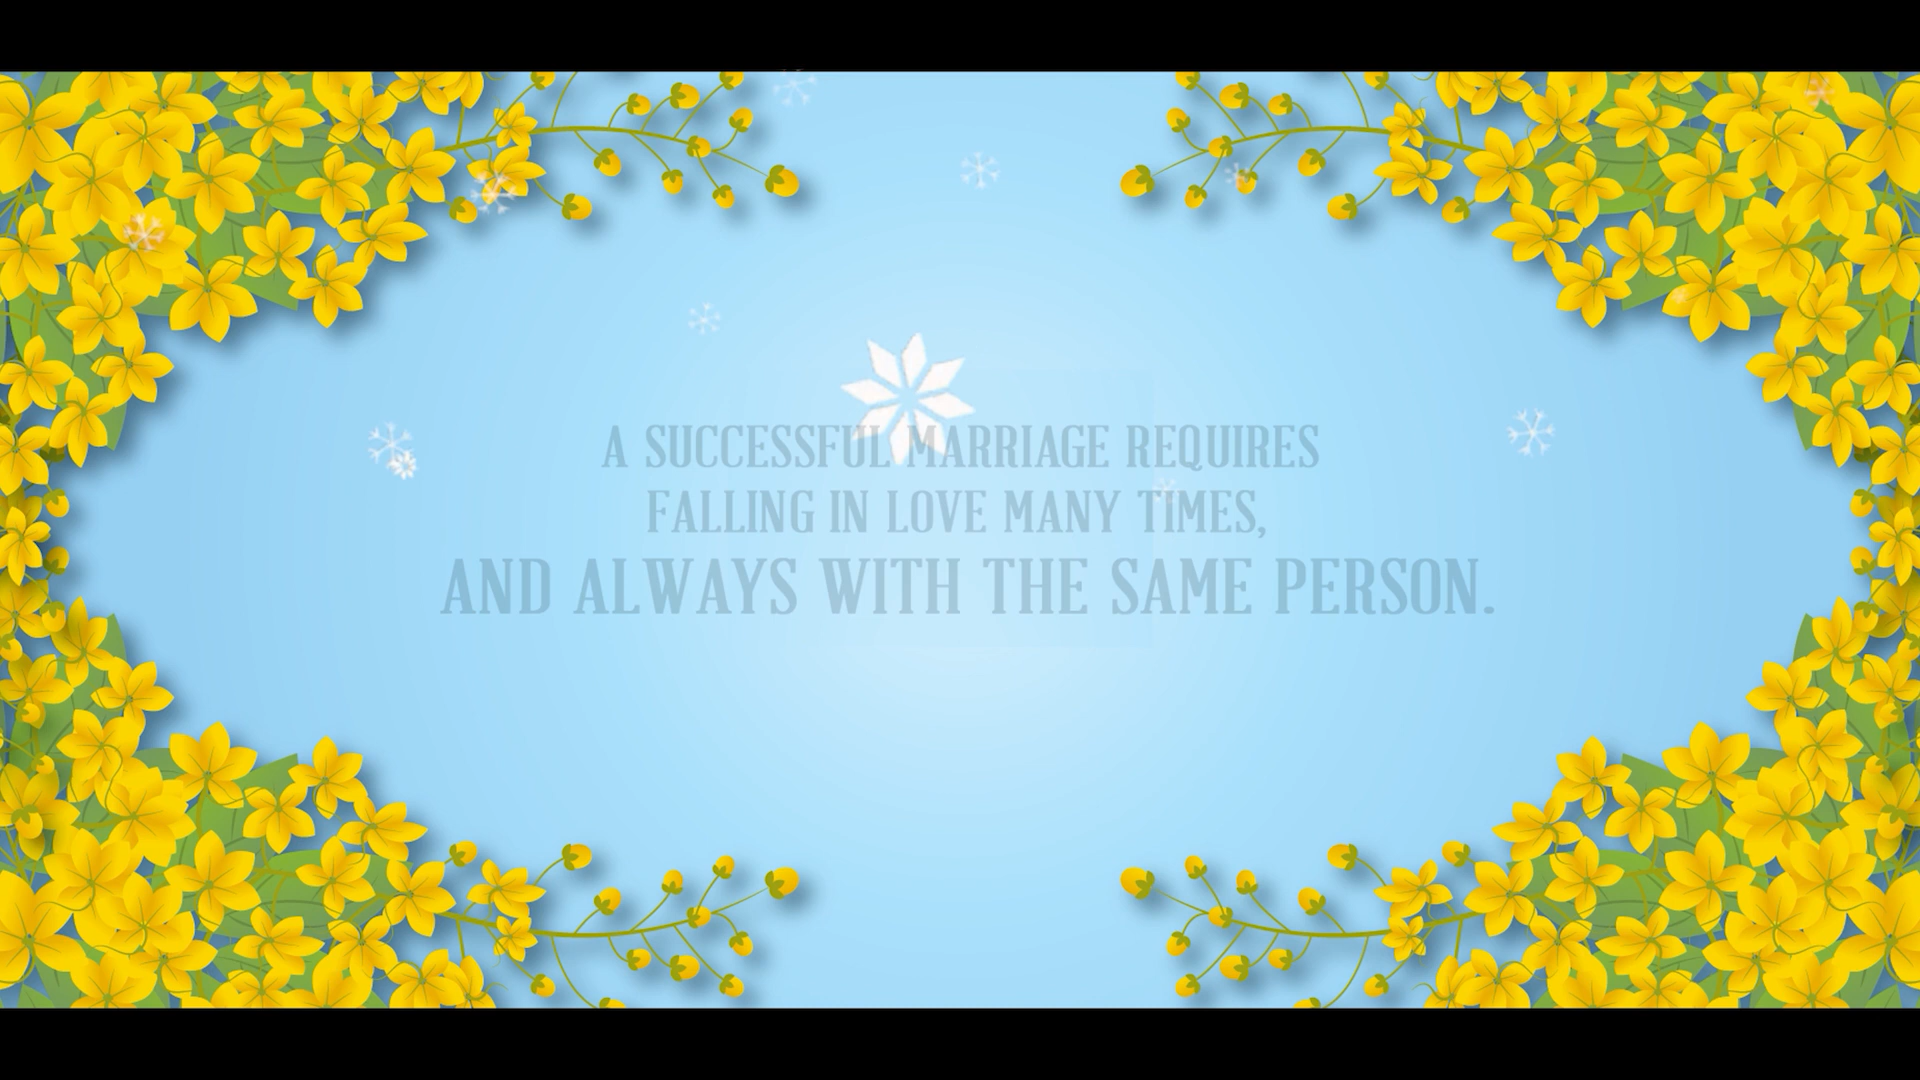 A SUCCESSFUL MARRIAGE REQUIRES
FALLING IN LOVE MANY TIMES,
AND ALWAYS WITH THE SAME PERSON.